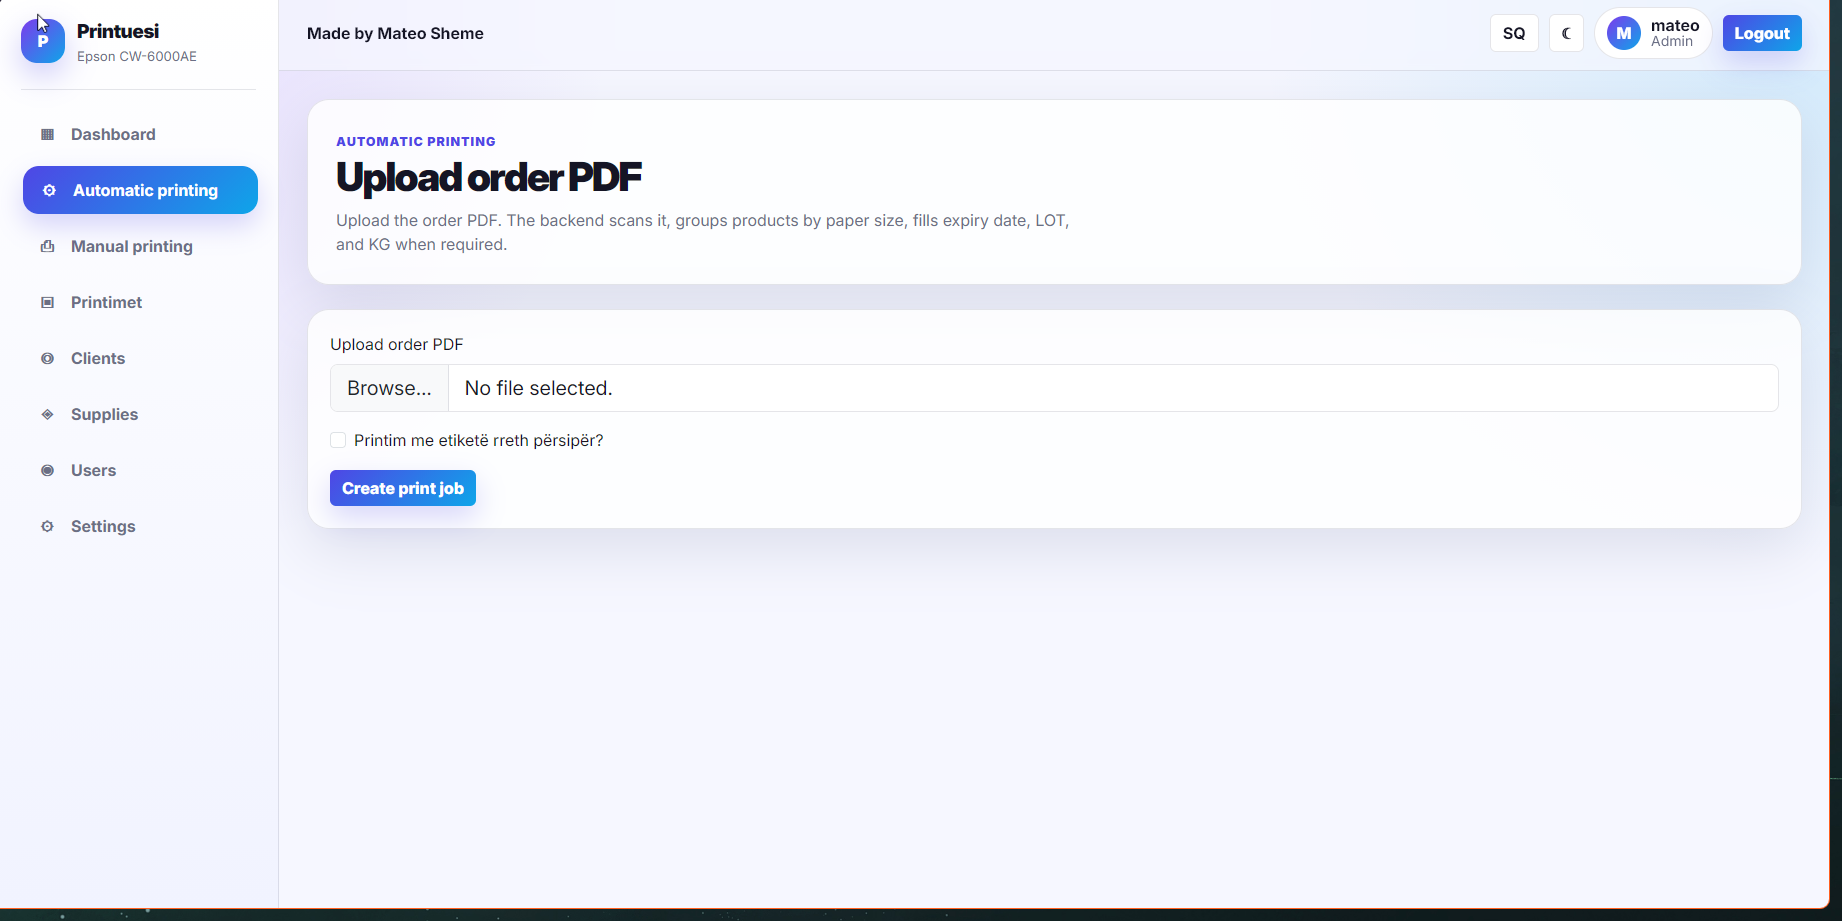 P
Printuesi
Epson CW-6000AE
Dashboard
Automatic printing
Manual printing
Printimet
Clients
Supplies
Users
Settings
Made by Mateo Sheme
SQ
M
mateo
Admin
Logout
AUTOMATIC PRINTING
Upload order PDF
Upload the order PDF. The backend scans it, groups products by paper size, fills expiry date, LOT,
and KG when required.
Upload order PDF
Browse... No file selected.
Printim me etiketë rreth përsipër?
Create print job